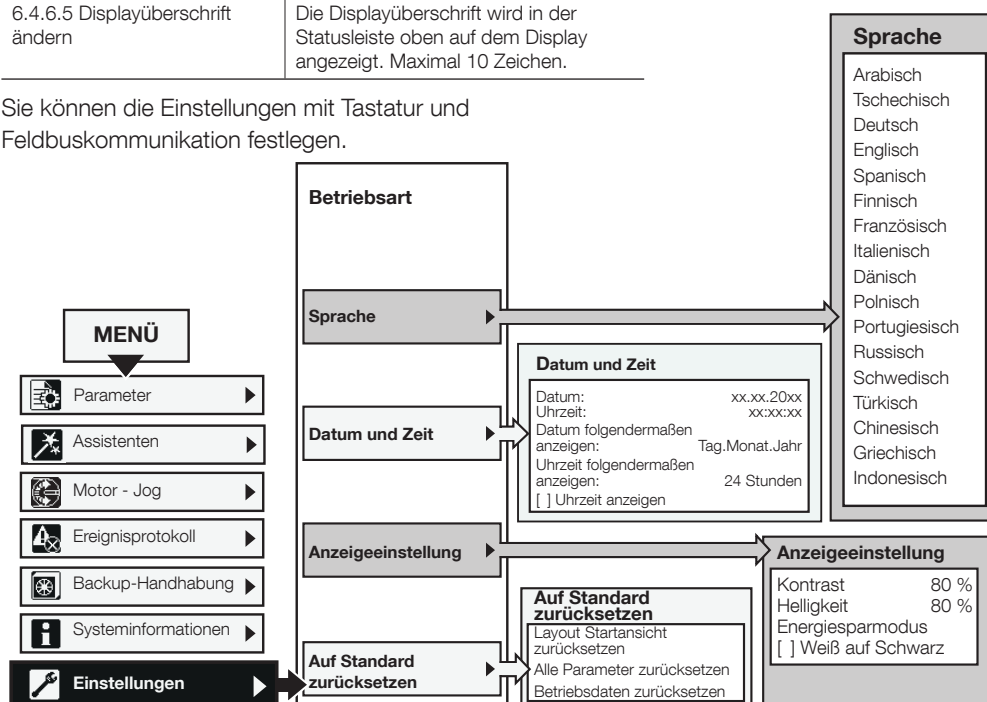 6.4.6.5 Displayüberschrift
ändern
Die Displayüberschrift wird in der
Statusleiste oben auf dem Display
angezeigt. Maximal 10 Zeichen.
Sie können die Einstellungen mit Tastatur und
Feldbuskommunikation festlegen.
MENÜ
Parameter
Assistenten
Motor - Jog
Ereignisprotokoll
Backup-Handhabung
Systeminformationen
Einstellungen
Betriebsart
Sprache
Datum und Zeit
Anzeigeeinstellung
Auf Standard
zurücksetzen
Datum und Zeit
Datum: xx.xx.20xx
Uhrzeit: xx:xx:xx
Datum folgendermaßen
anzeigen: Tag.Monat.Jahr
Uhrzeit folgendermaßen
anzeigen: 24 Stunden
[ ] Uhrzeit anzeigen
Auf Standard
zurücksetzen
Layout Startansicht
zurücksetzen
Alle Parameter zurücksetzen
Betriebsdaten zurücksetzen
Sprache
Arabisch
Tschechisch
Deutsch
Englisch
Spanisch
Finnisch
Französisch
Italienisch
Dänisch
Polnisch
Portugiesisch
Russisch
Schwedisch
Türkisch
Chinesisch
Griechisch
Indonesisch
Anzeigeeinstellung
Kontrast 80 %
Helligkeit 80 %
Energiesparmodus
[ ] Weiß auf Schwarz